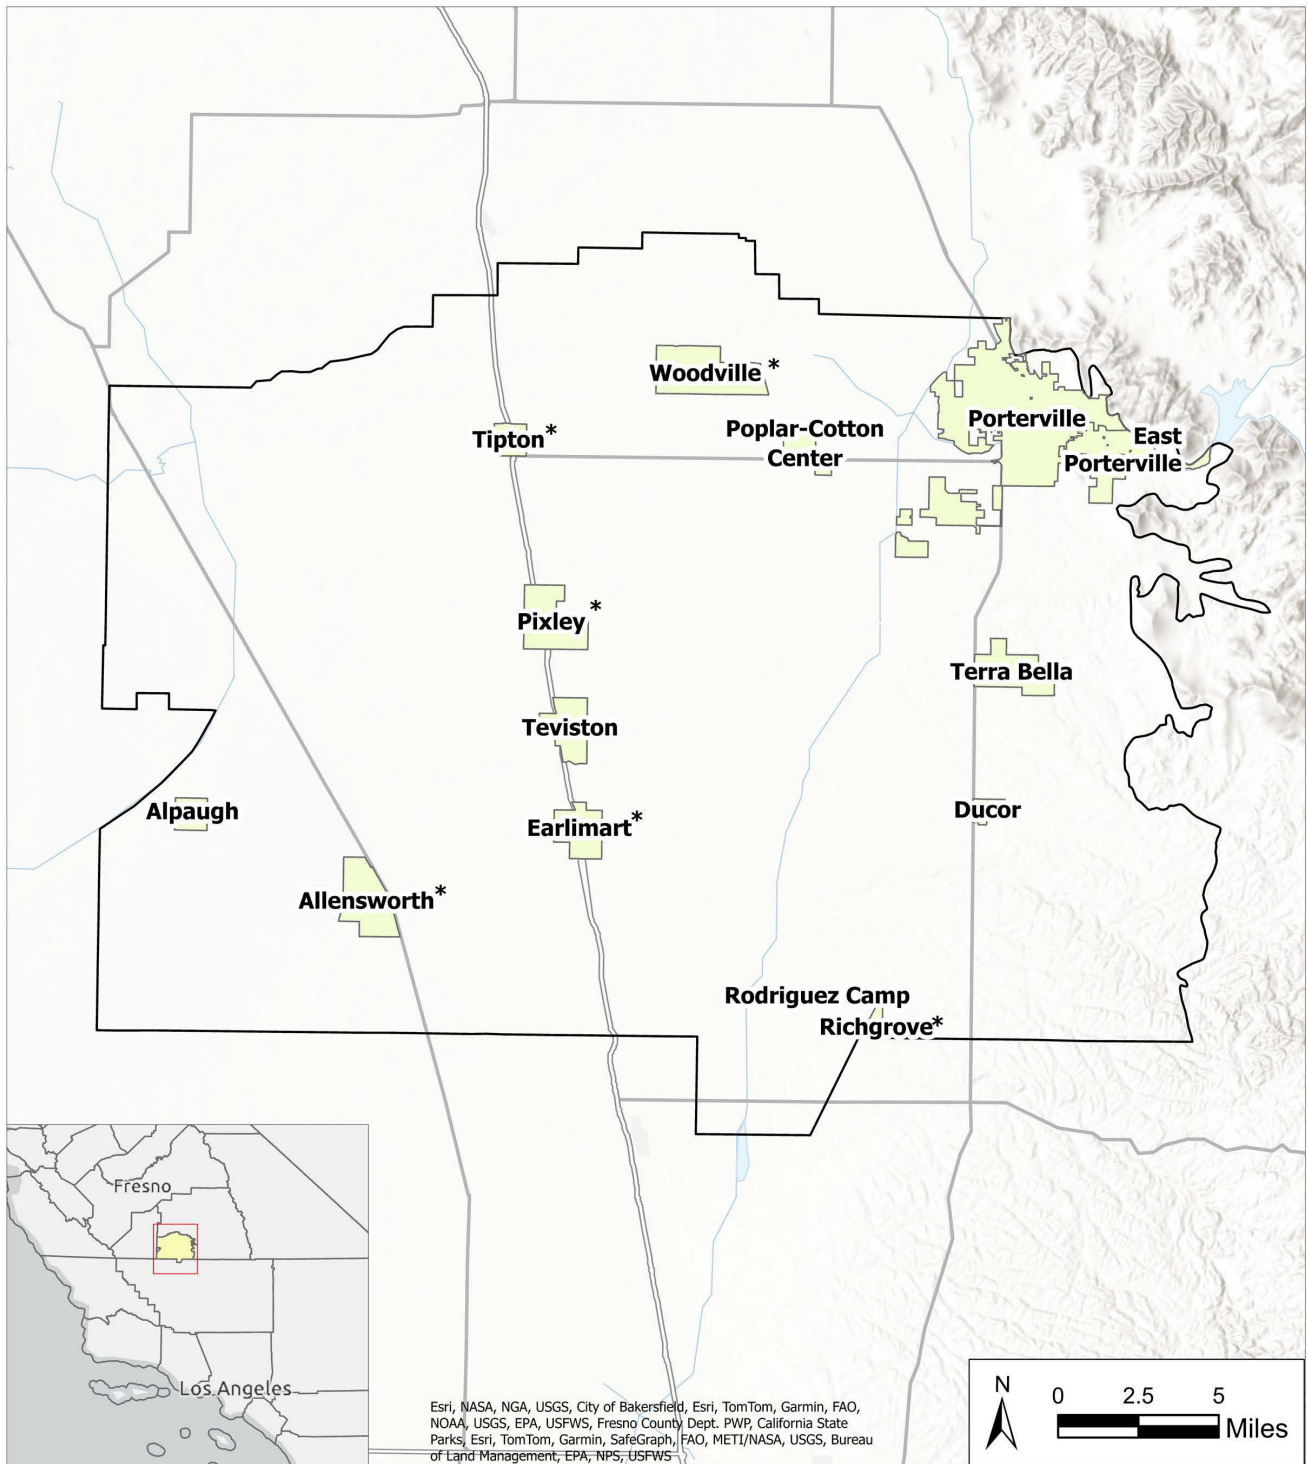 Woodville *
Tipton*
Poplar-Cotton
Center
Porterville
East
Porterville
Pixley *
Terra Bella
Teviston
Alpaugh
Ducor
Earlimart*
Allensworth*
Rodriguez Camp
Richgrove*
Fresno
Los Angeles
Esri, NASA, NGA, USGS, City of Bakersfield, Esri, TomTom, Garmin, FAO,
NOAA, USGS, EPA, USFWS, Fresno County Dept. PWP, California State
Parks, Esri, TomTom, Garmin, SafeGraph, FAO, METI/NASA, USGS, Bureau
of Land Management, EPA, NPS, USFWS
N
0 2.5 5
Miles